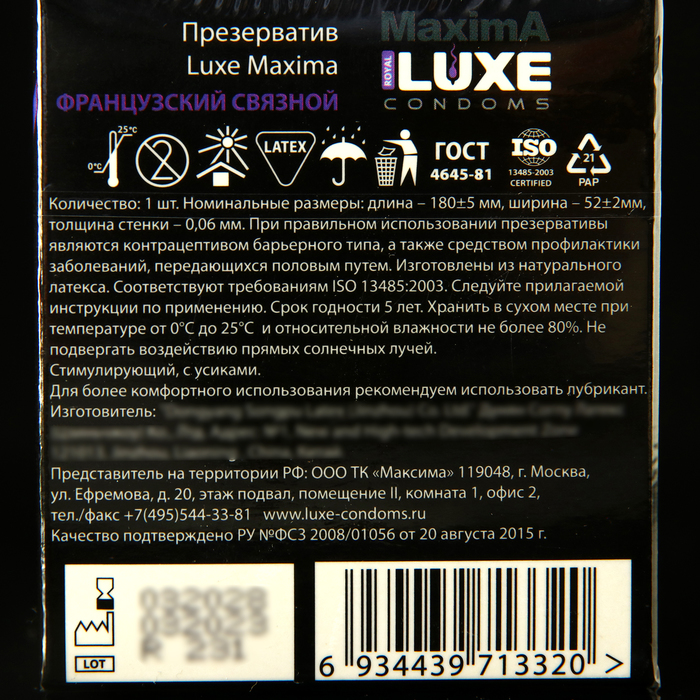 Презерватив
Luxe Maxima
ФРАНЦУЗСКИЙ СВЯЗНОЙ
MaximA
ROYAL
LUXE
CONDOMS
25°C
0°C
2
LATEX
ГОСТ
4645-81
ISO
13485:2003
CERTIFIED
21
PAP
Количество: 1 шт. Номинальные размеры: длина – 180±5 мм, ширина – 52±2мм,
толщина стенки – 0,06 мм. При правильном использований презервативы
являются контрацептивом барьерного типа, а также средством профилактики
заболеваний, передающихся половым путем. Изготовлены из натурального
латекса. Соответствуют требованиям ISO 13485:2003. Следуйте прилагаемой
инструкции по применению. Срок годности 5 лет. Хранить в сухом месте при
температуре от 0°C до 25°C и относительной влажности не более 80%. Не
подвергать воздействию прямых солнечных лучей.
Стимулирующий, с усиками.
Для более комфортного использования рекомендуем использовать лубрикант.
Изготовитель:
Представитель на территории РФ: ООО ТК «Максима» 119048, г. Москва,
ул. Ефремова, д. 20, этаж подвал, помещение II, комната 1, офис 2,
тел./факс +7(495)544-33-81 www.luxe-condoms.ru
Качество подтверждено РУ №ФСЗ 2008/01056 от 20 августа 2015 г.
LOT
6 934439 713320 >